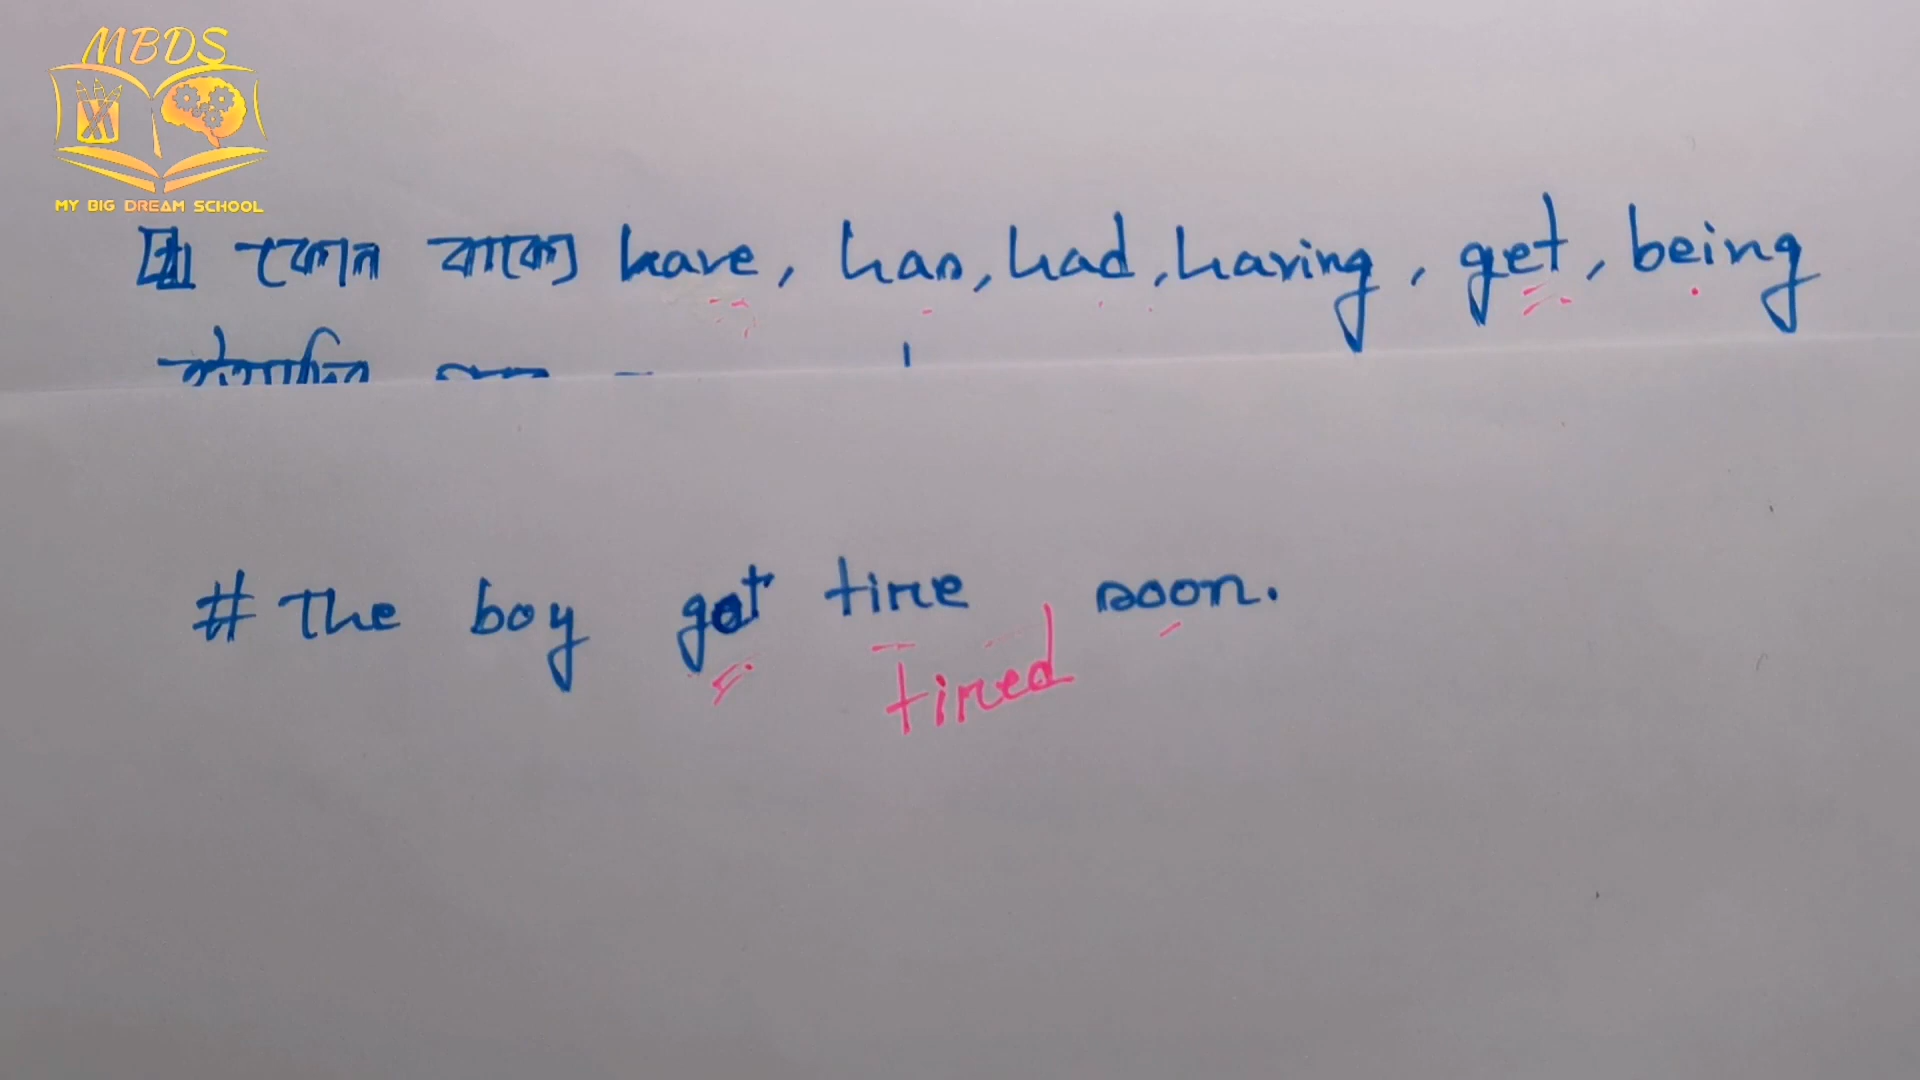 MBDS
MY BIG DREAM SCHOOL
কোন বাক্যে have, has, had, having, get, being
# The boy got tire soon.
tired